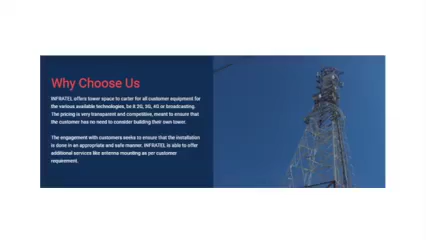 Why Choose Us
INFRATEL offers tower space to carter for all customer equipment for
the various available technologies, be it 2G, 3G, 4G or broadcasting.
The pricing is very transparent and competitive, meant to ensure that
the customer has no need to consider building their own tower.
The engagement with customers seeks to ensure that the installation
is done in an appropriate and safe manner. INFRATEL is able to offer
additional services like antenna mounting as per customer
requirement.